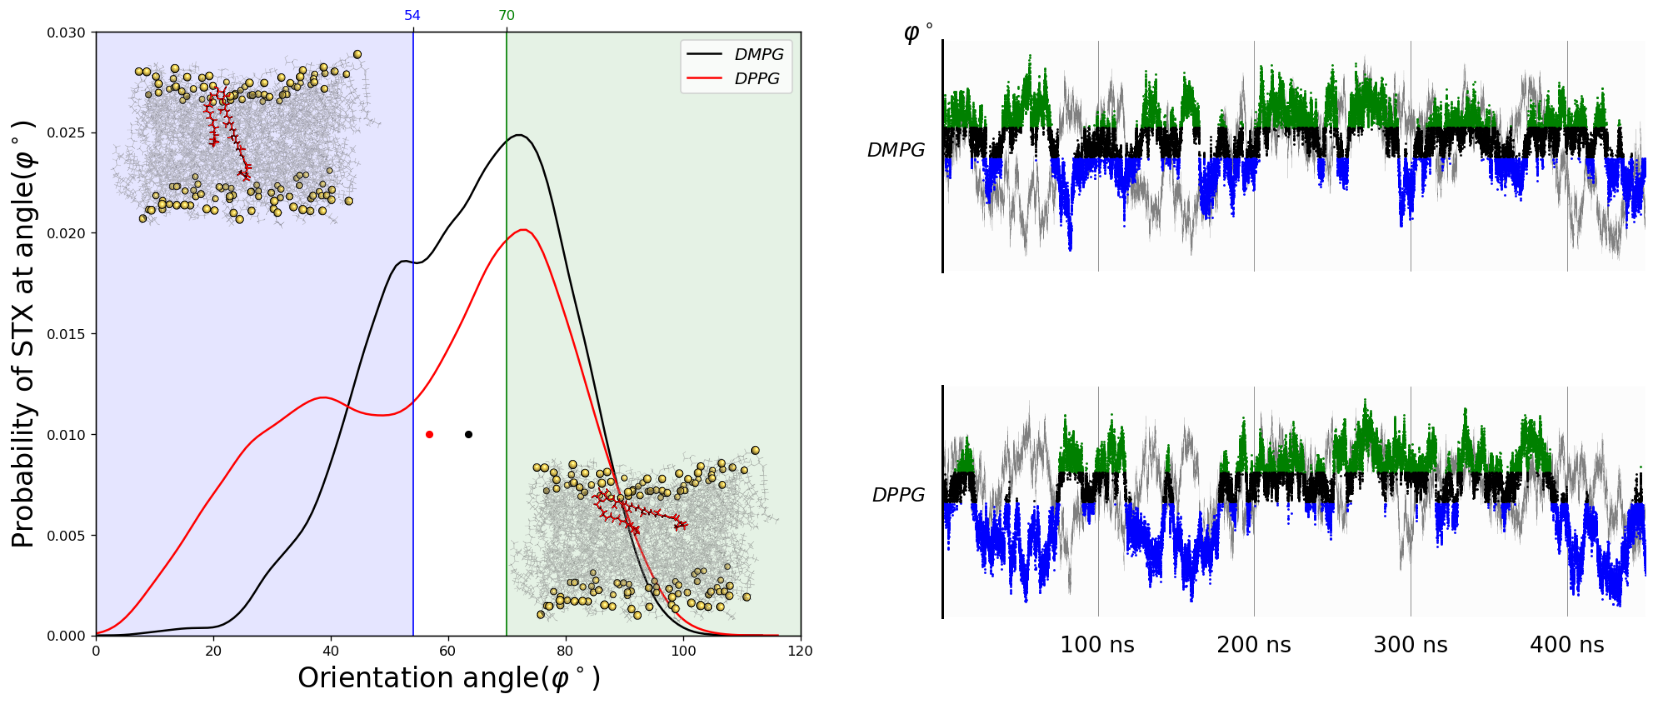 54 70
0.030
DMPG
DPPG
0.025
0.020
0.015
0.010
0.005
0.000
0 20 40 60 80 100 120
Orientation angle(φ°)
Probability of STX at angle(φ°)
φ°
DMPG
DPPG
100 ns 200 ns 300 ns 400 ns